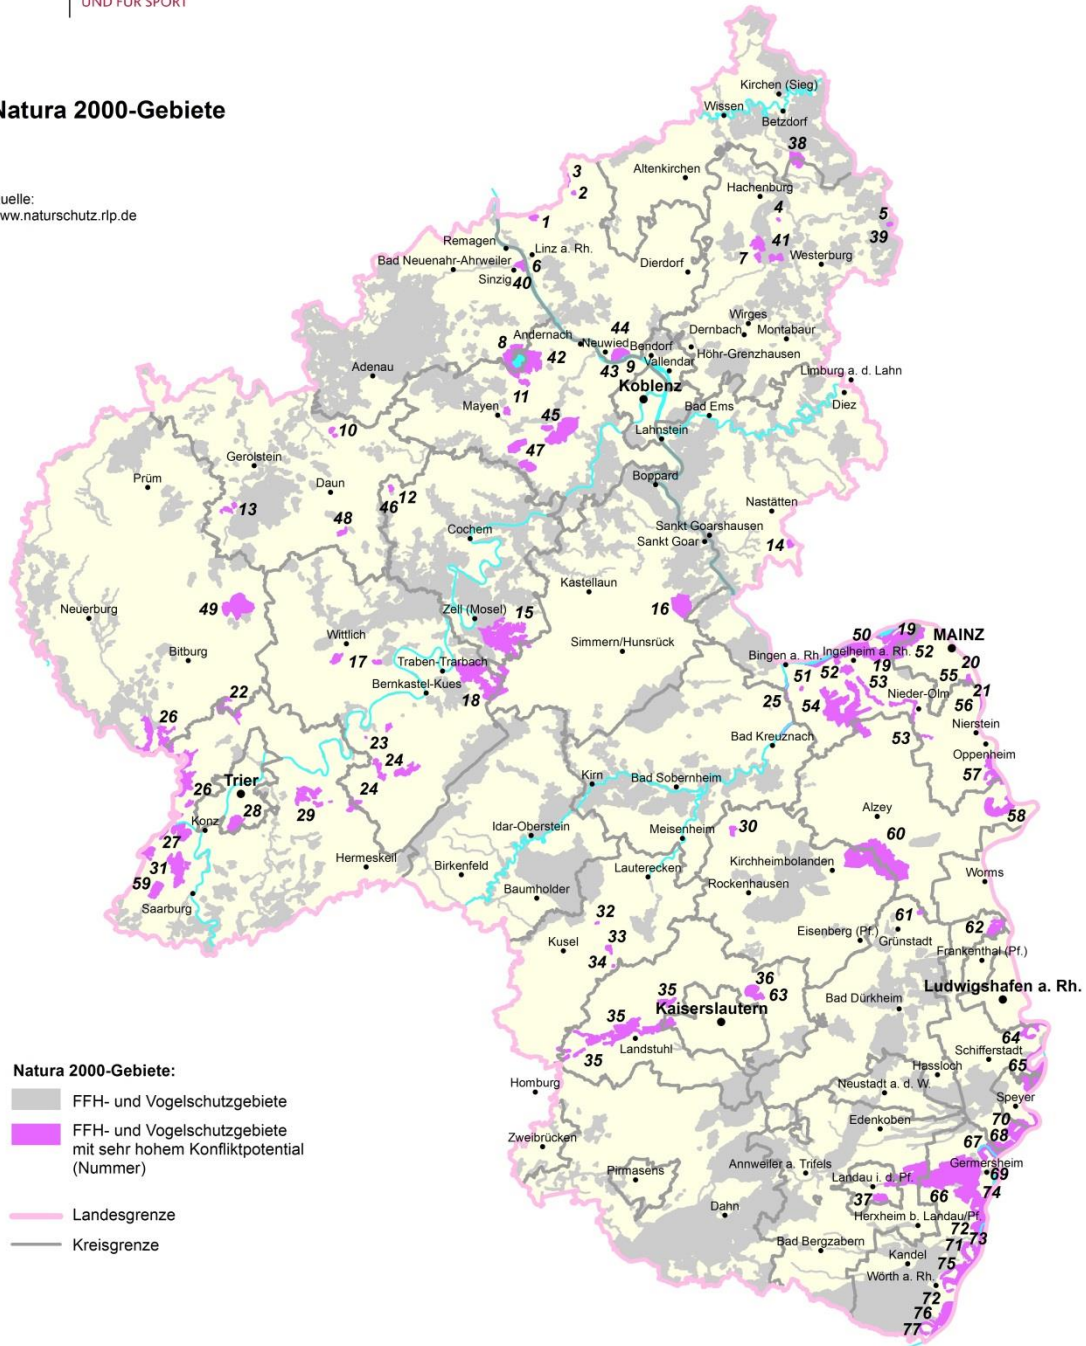 UND FÜR SPORT
Natura 2000-Gebiete
uelle:
ww.naturschutz.rlp.de
Kirchen (Sieg)
Wissen
Betzdorf
38
Altenkirchen
3
2
Hachenburg
4
5
1
39
41
7
Westerburg
Remagen
Linz a. Rh.
Bad Neuenahr-Ahrweiler
6
Dierdorf
Sinzig
40
Wirges
Dernbach
Montabaur
44
Andernach
8
42
Neuwied
Bendorf
Höhr-Grenzhausen
43
9
Vallendar
Adenau
Limburg a. d. Lahn
Koblenz
11
Diez
Mayen
45
Bad Ems
10
Lahnstein
47
Gerolstein
Boppard
Prüm
Daun
12
46
13
Nastätten
48
Cochem
Sankt Goarshausen
Sankt Goar
14
Kastellaun
49
Zell (Mosel)
15
16
Neuerburg
Wittlich
Simmern/Hunsrück
50
19
MAINZ
Bitburg
17
Traben-Trarbach
Bingen a. Rh.
Ingelheim a. Rh.
52
20
51
52
19
55
Bernkastel-Kues
53
Nieder-Olm
21
22
18
25
54
56
26
Nierstein
23
Bad Kreuznach
53
Oppenheim
24
57
Trier
Kirn
Bad Sobernheim
26
24
Alzey
58
28
29
Konz
Idar-Oberstein
Meisenheim
30
60
27
Hermeskeil
Birkenfeld
Lauterecken
Kirchheimbolanden
31
Rockenhausen
Worms
59
Baumholder
Saarburg
32
61
62
33
Eisenberg (Pf.)
Grünstadt
Kusel
Frankenthal (Pf.)
34
36
Ludwigshafen a. Rh.
35
63
Bad Dürkheim
Kaiserslautern
35
64
Landstuhl
Schifferstadt
35
65
Hassloch
Homburg
Neustadt a. d. W.
Speyer
Edenkoben
70
68
Zweibrücken
67
Annweiler a. Trifels
Germersheim
Pirmasens
Landau i. d. Pf.
69
37
66
74
Dahn
Herxheim b. Landau/Pf.
72
73
Bad Bergzabern
71
Kandel
75
Wörth a. Rh.
72
76
77
Natura 2000-Gebiete:
FFH- und Vogelschutzgebiete
FFH- und Vogelschutzgebiete
mit sehr hohem Konfliktpotential
(Nummer)
Landesgrenze
Kreisgrenze